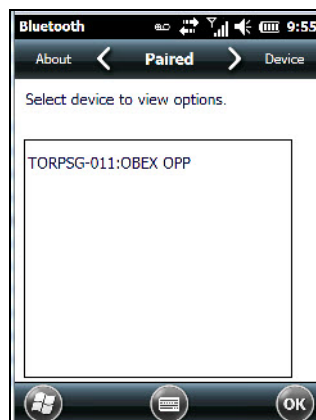 Bluetooth 9:55
About Paired Device
Select device to view options.
TORPSG-011:OBEX OPP
OK